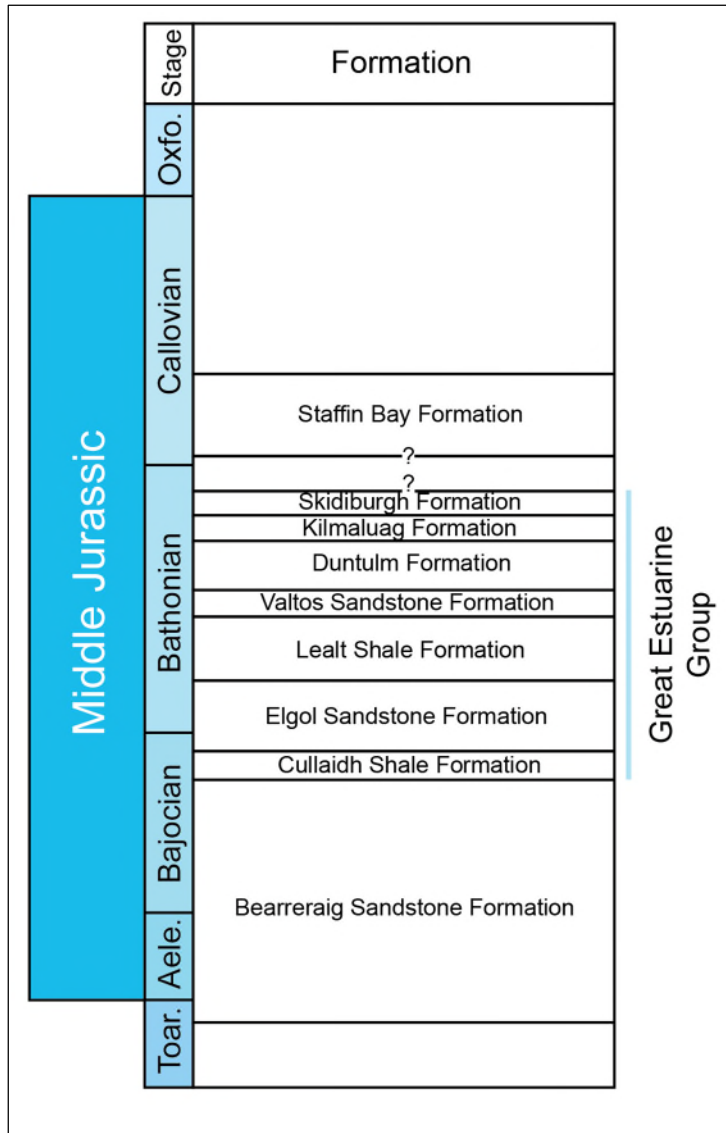 Stage
Formation
Oxfo.
Callovian
Bathonian
Bajocian
Aele.
Toar.
Middle Jurassic
Staffin Bay Formation
?
?
Skidiburgh Formation
Kilmaluag Formation
Duntulm Formation
Valtos Sandstone Formation
Lealt Shale Formation
Elgol Sandstone Formation
Cullaidh Shale Formation
Bearreraig Sandstone Formation
Great Estuarine
Group